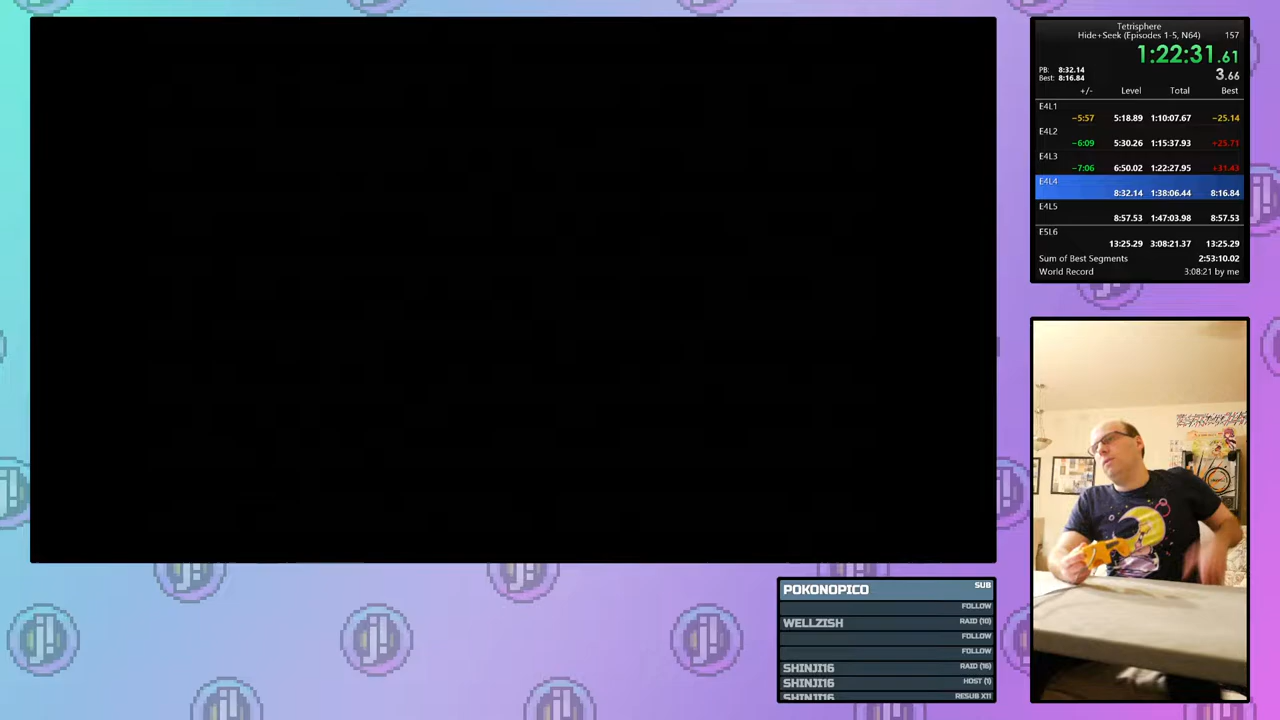 Tetrisphere
Hide+Seek (Episodes 1-5, N64) 157
1:22:31.61
PB: 8:32.14
Best: 8:16.84
3.66
+/- Level Total Best
E4L1
−5:57 5:18.89 1:10:07.67 −25.14
E4L2
−6:09 5:30.26 1:15:37.93 +25.71
E4L3
−7:06 6:50.02 1:22:27.95 +31.43
E4L4
8:32.14 1:38:06.44 8:16.84
E4L5
8:57.53 1:47:03.98 8:57.53
E5L6
13:25.29 3:08:21.37 13:25.29
Sum of Best Segments 2:53:10.02
World Record 3:08:21 by me
POKONOPICO SUB
FOLLOW
WELLZISH RAID (10)
FOLLOW
FOLLOW
SHINJI16 RAID (15)
SHINJI16 HOST (1)
SHINJI16 RESUB X11